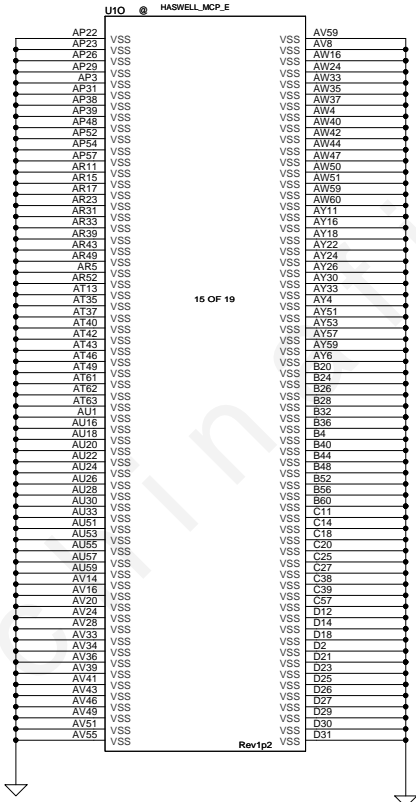 U1O @ HASWELL_MCP_E
AP22 VSS VSS AV59
AP23 VSS VSS AV8
AP26 VSS VSS AW16
AP29 VSS VSS AW24
AP3 VSS VSS AW33
AP31 VSS VSS AW35
AP38 VSS VSS AW37
AP39 VSS VSS AW4
AP48 VSS VSS AW40
AP52 VSS VSS AW42
AP54 VSS VSS AW44
AP57 VSS VSS AW47
AR11 VSS VSS AW50
AR15 VSS VSS AW51
AR17 VSS VSS AW59
AR23 VSS VSS AW60
AR31 VSS VSS AY11
AR33 VSS VSS AY16
AR39 VSS VSS AY18
AR43 VSS VSS AY22
AR49 VSS VSS AY24
AR5 VSS VSS AY26
AR52 VSS VSS AY30
AT13 VSS VSS AY33
AT35 VSS 15 OF 19 VSS AY4
AT37 VSS VSS AY51
AT40 VSS VSS AY53
AT42 VSS VSS AY57
AT43 VSS VSS AY59
AT46 VSS VSS AY6
AT49 VSS VSS B20
AT61 VSS VSS B24
AT62 VSS VSS B26
AT63 VSS VSS B28
AU1 VSS VSS B32
AU16 VSS VSS B36
AU18 VSS VSS B4
AU20 VSS VSS B40
AU22 VSS VSS B44
AU24 VSS VSS B48
AU26 VSS VSS B52
AU28 VSS VSS B56
AU30 VSS VSS B60
AU33 VSS VSS C11
AU51 VSS VSS C14
AU53 VSS VSS C18
AU55 VSS VSS C20
AU57 VSS VSS C25
AU59 VSS VSS C27
AV14 VSS VSS C38
AV16 VSS VSS C39
AV20 VSS VSS C57
AV24 VSS VSS D12
AV28 VSS VSS D14
AV33 VSS VSS D18
AV34 VSS VSS D2
AV36 VSS VSS D21
AV39 VSS VSS D23
AV41 VSS VSS D25
AV43 VSS VSS D26
AV46 VSS VSS D27
AV49 VSS VSS D29
AV51 VSS VSS D30
AV55 VSS Rev1p2 VSS D31